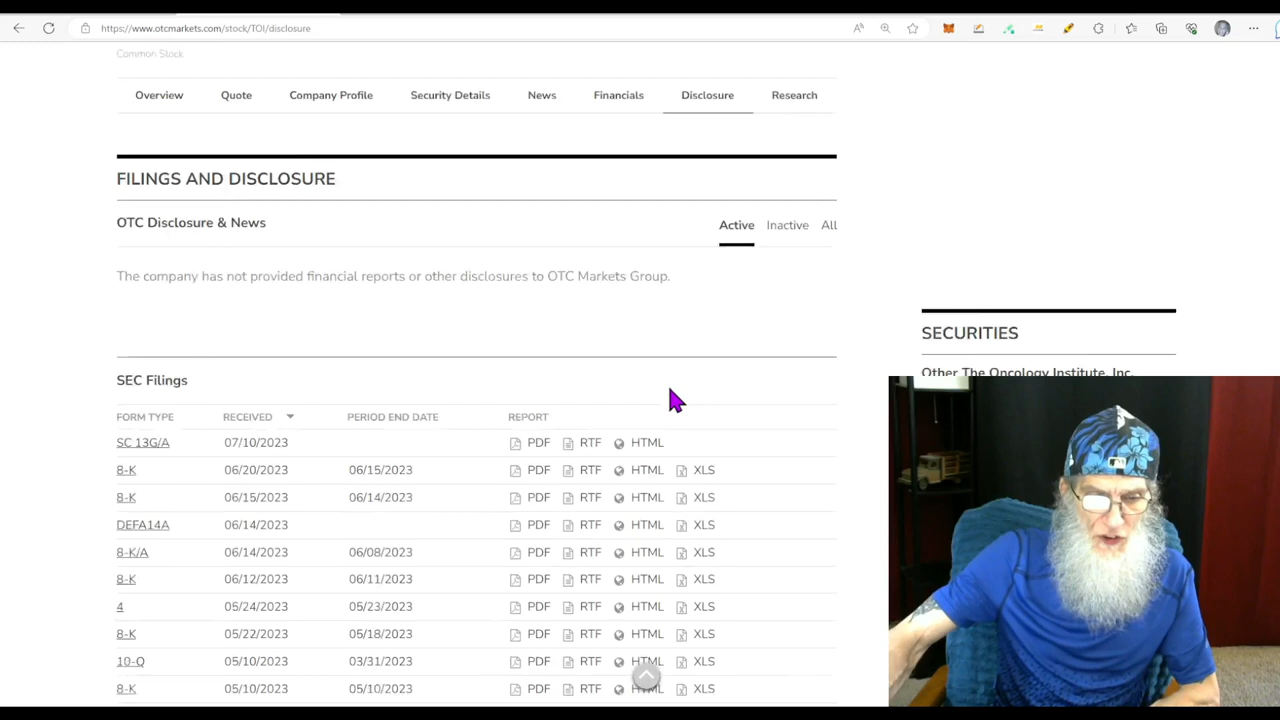 https://www.otcmarkets.com/stock/TOI/disclosure
Common Stock
Overview Quote Company Profile Security Details News Financials Disclosure Research
FILINGS AND DISCLOSURE
OTC Disclosure & News Active Inactive All
The company has not provided financial reports or other disclosures to OTC Markets Group.
SECURITIES
Other The Oncology Institute, Inc.
SEC Filings
FORM TYPE RECEIVED PERIOD END DATE REPORT
SC 13G/A 07/10/2023 PDF RTF HTML
8-K 06/20/2023 06/15/2023 PDF RTF HTML XLS
8-K 06/15/2023 06/14/2023 PDF RTF HTML XLS
DEFA14A 06/14/2023 PDF RTF HTML XLS
8-K/A 06/14/2023 06/08/2023 PDF RTF HTML XLS
8-K 06/12/2023 06/11/2023 PDF RTF HTML XLS
4 05/24/2023 05/23/2023 PDF RTF HTML XLS
8-K 05/22/2023 05/18/2023 PDF RTF HTML XLS
10-Q 05/10/2023 03/31/2023 PDF RTF HTML XLS
8-K 05/10/2023 05/10/2023 PDF RTF HTML XLS